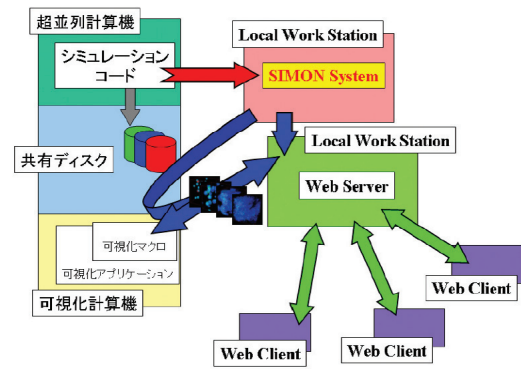 超並列計算機
シミュレーション
コード
共有ディスク
可視化マクロ
可視化アプリケーション
可視化計算機
Local Work Station
SIMON System
Local Work Station
Web Server
Web Client
Web Client
Web Client